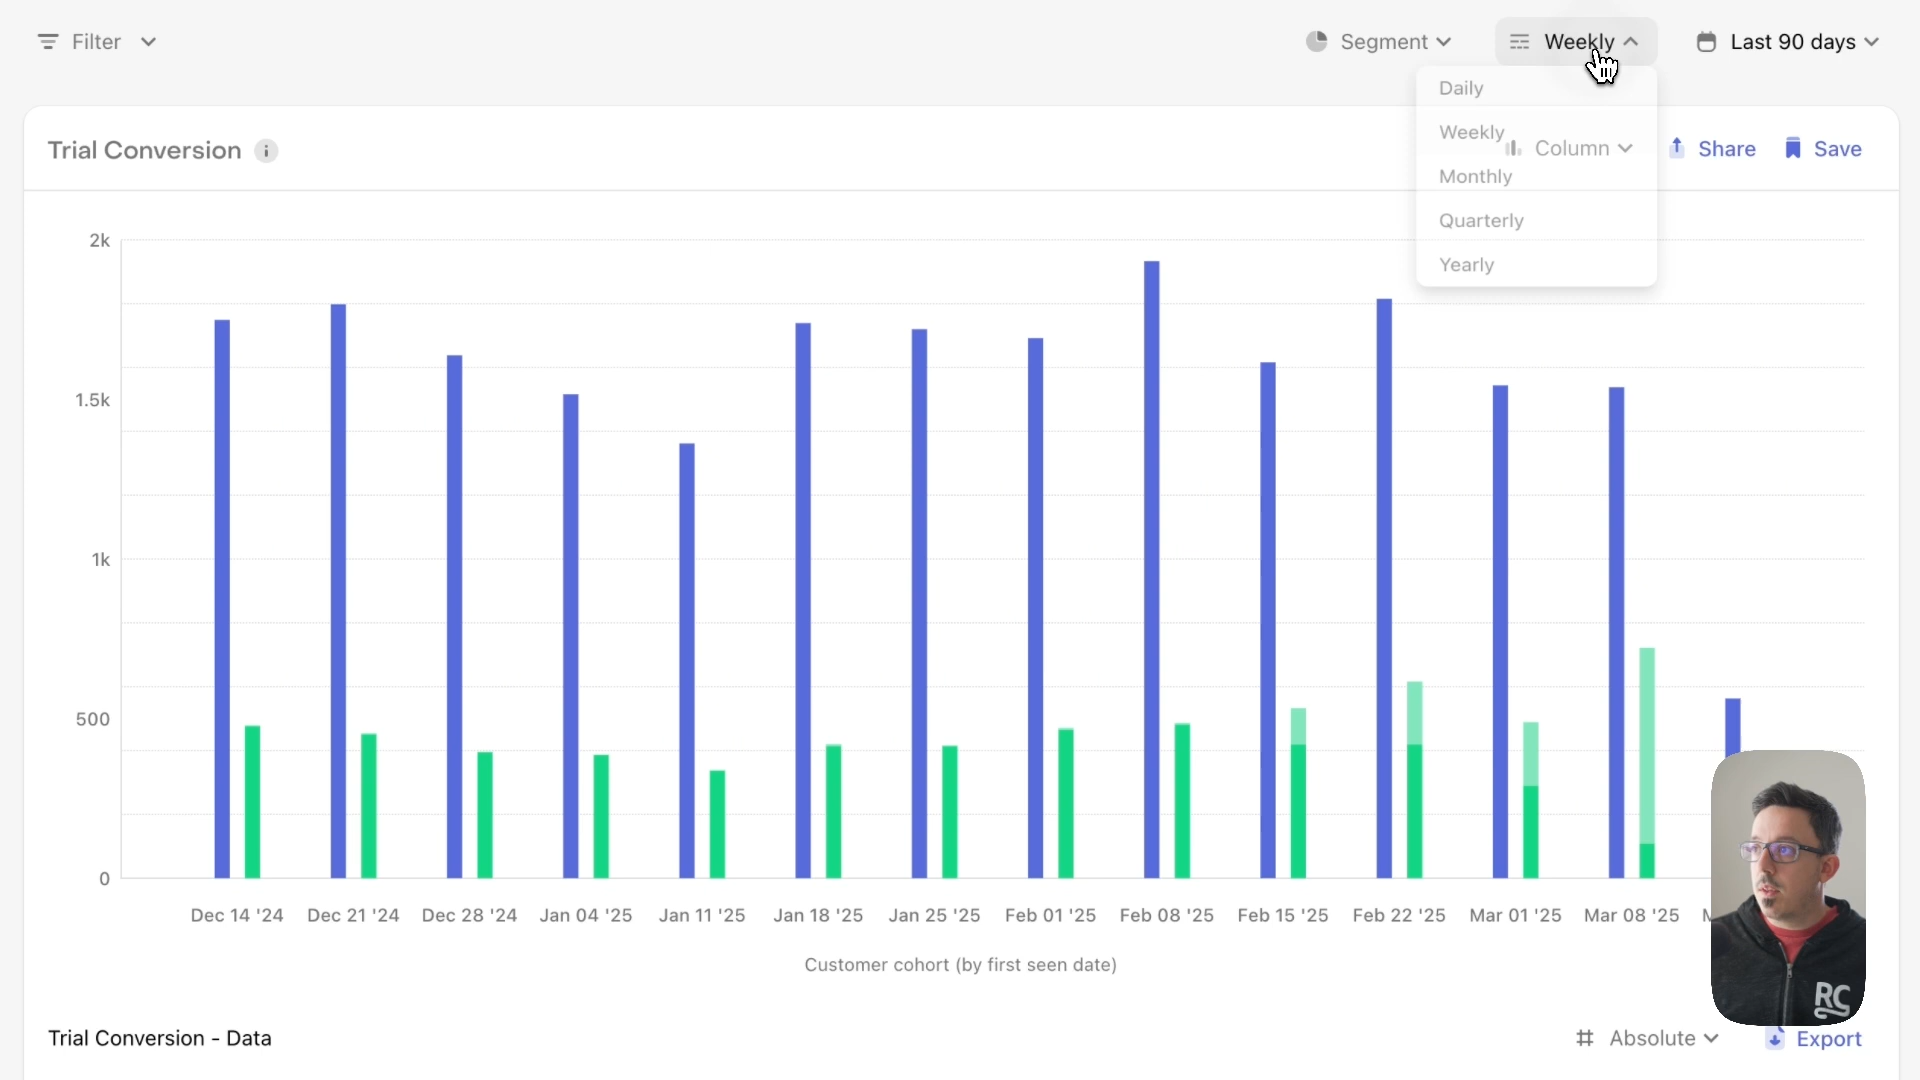 Filter
Segment
Weekly
Last 90 days
Daily
Weekly
Monthly
Quarterly
Yearly
Trial Conversion
Column
Share
Save
2k
1.5k
1k
500
0
Dec 14 '24
Dec 21 '24
Dec 28 '24
Jan 04 '25
Jan 11 '25
Jan 18 '25
Jan 25 '25
Feb 01 '25
Feb 08 '25
Feb 15 '25
Feb 22 '25
Mar 01 '25
Mar 08 '25
Customer cohort (by first seen date)
RC
Trial Conversion - Data
Absolute
Export